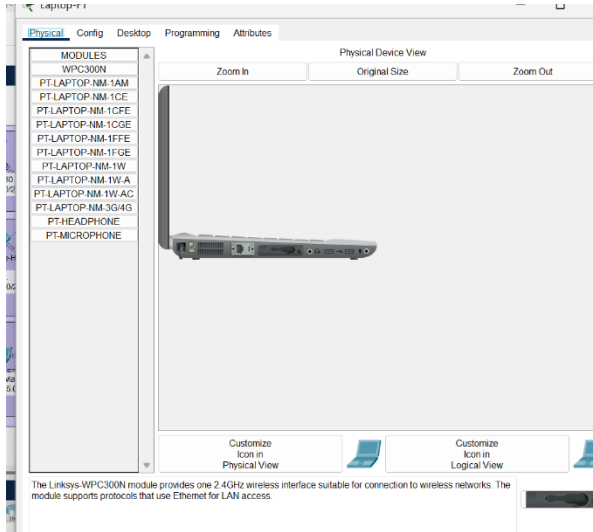 Laptop-PT
Physical Config Desktop Programming Attributes
MODULES
WPC300N
PT-LAPTOP-NM-1AM
PT-LAPTOP-NM-1CE
PT-LAPTOP-NM-1CFE
PT-LAPTOP-NM-1CGE
PT-LAPTOP-NM-1FFE
PT-LAPTOP-NM-1FGE
PT-LAPTOP-NM-1W
PT-LAPTOP-NM-1W-A
PT-LAPTOP-NM-1W-AC
PT-LAPTOP-NM-3G/4G
PT-HEADPHONE
PT-MICROPHONE
Physical Device View
Zoom In Original Size Zoom Out
Customize
Icon in
Physical View
Customize
Icon in
Logical View
The Linksys-WPC300N module provides one 2.4GHz wireless interface suitable for connection to wireless networks. The
module supports protocols that use Ethernet for LAN access.